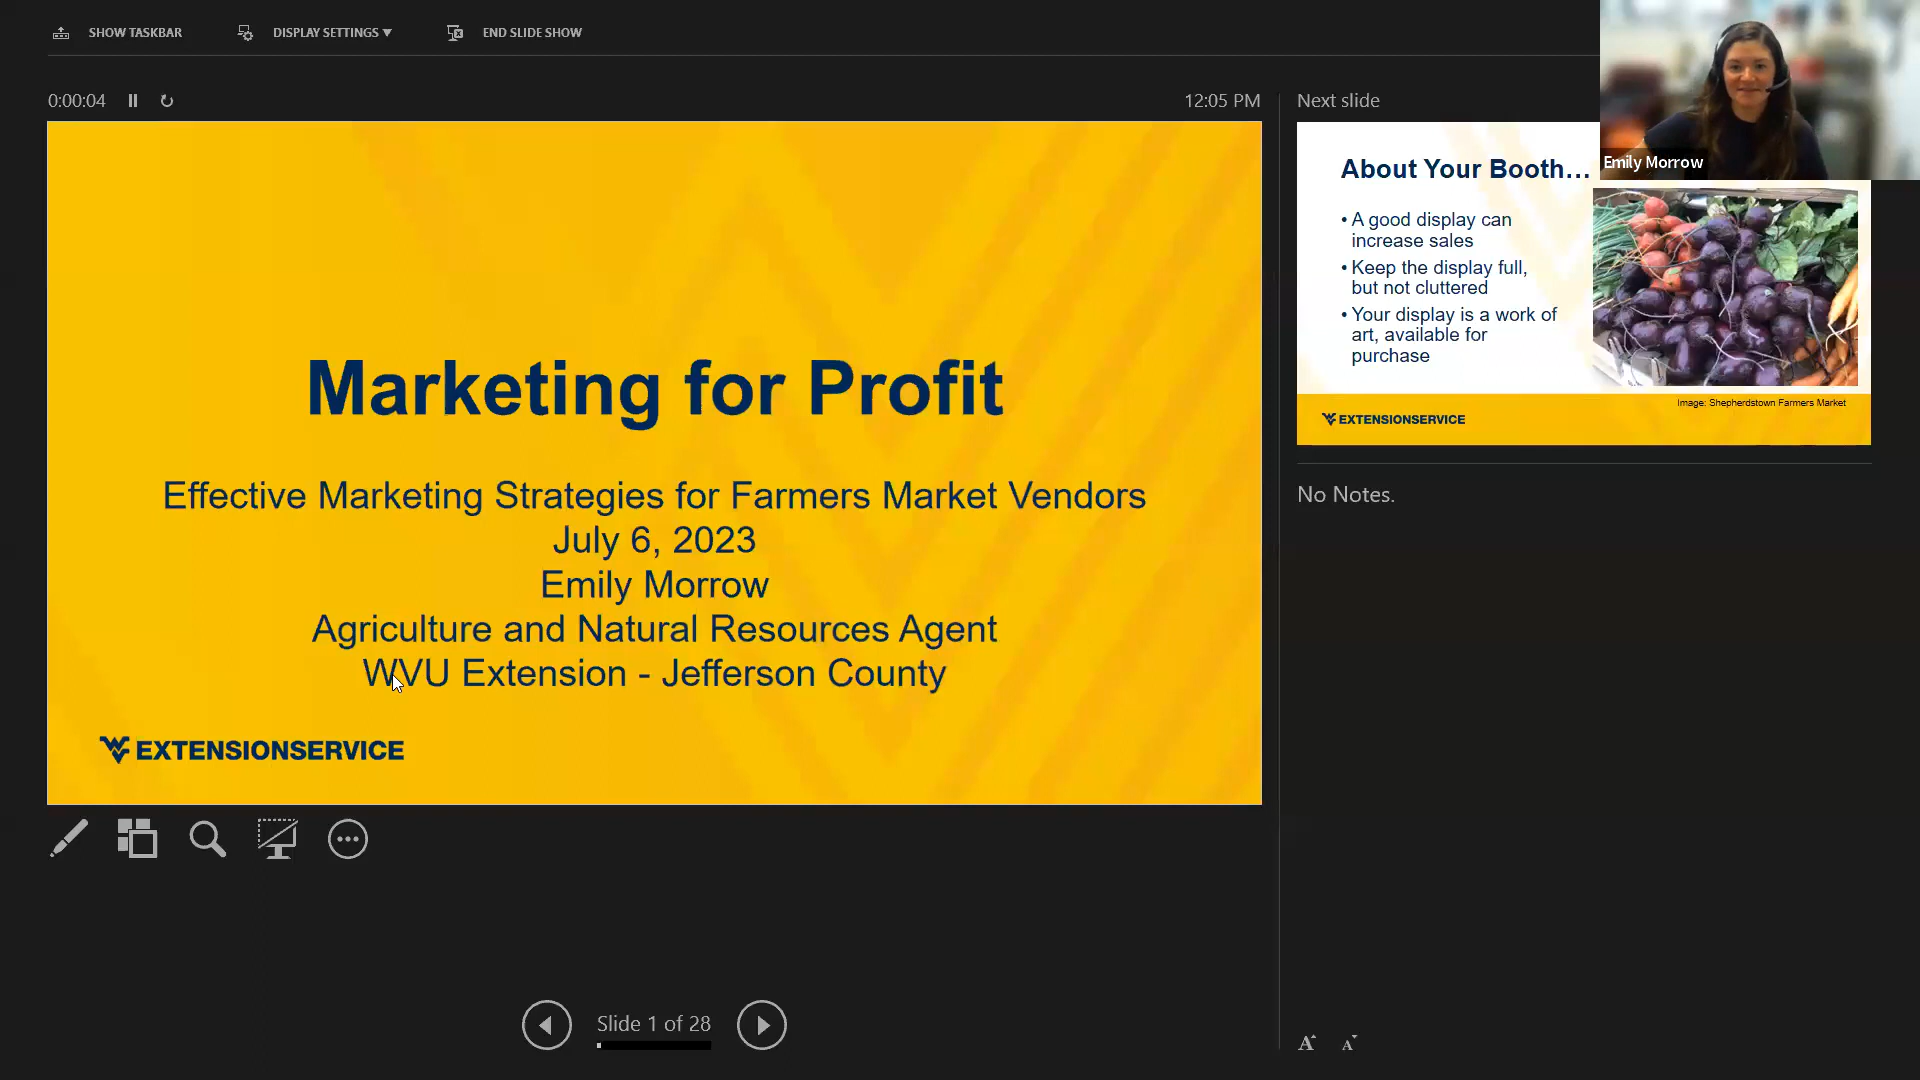 SHOW TASKBAR
DISPLAY SETTINGS
END SLIDE SHOW
0:00:04
12:05 PM
Marketing for Profit
Effective Marketing Strategies for Farmers Market Vendors
July 6, 2023
Emily Morrow
Agriculture and Natural Resources Agent
WVU Extension - Jefferson County
EXTENSIONSERVICE
Slide 1 of 28
Next slide
Emily Morrow
About Your Booth...
• A good display can
increase sales
• Keep the display full,
but not cluttered
• Your display is a work of
art, available for
purchase
Image: Shepherdstown Farmers Market
EXTENSIONSERVICE
No Notes.
A A